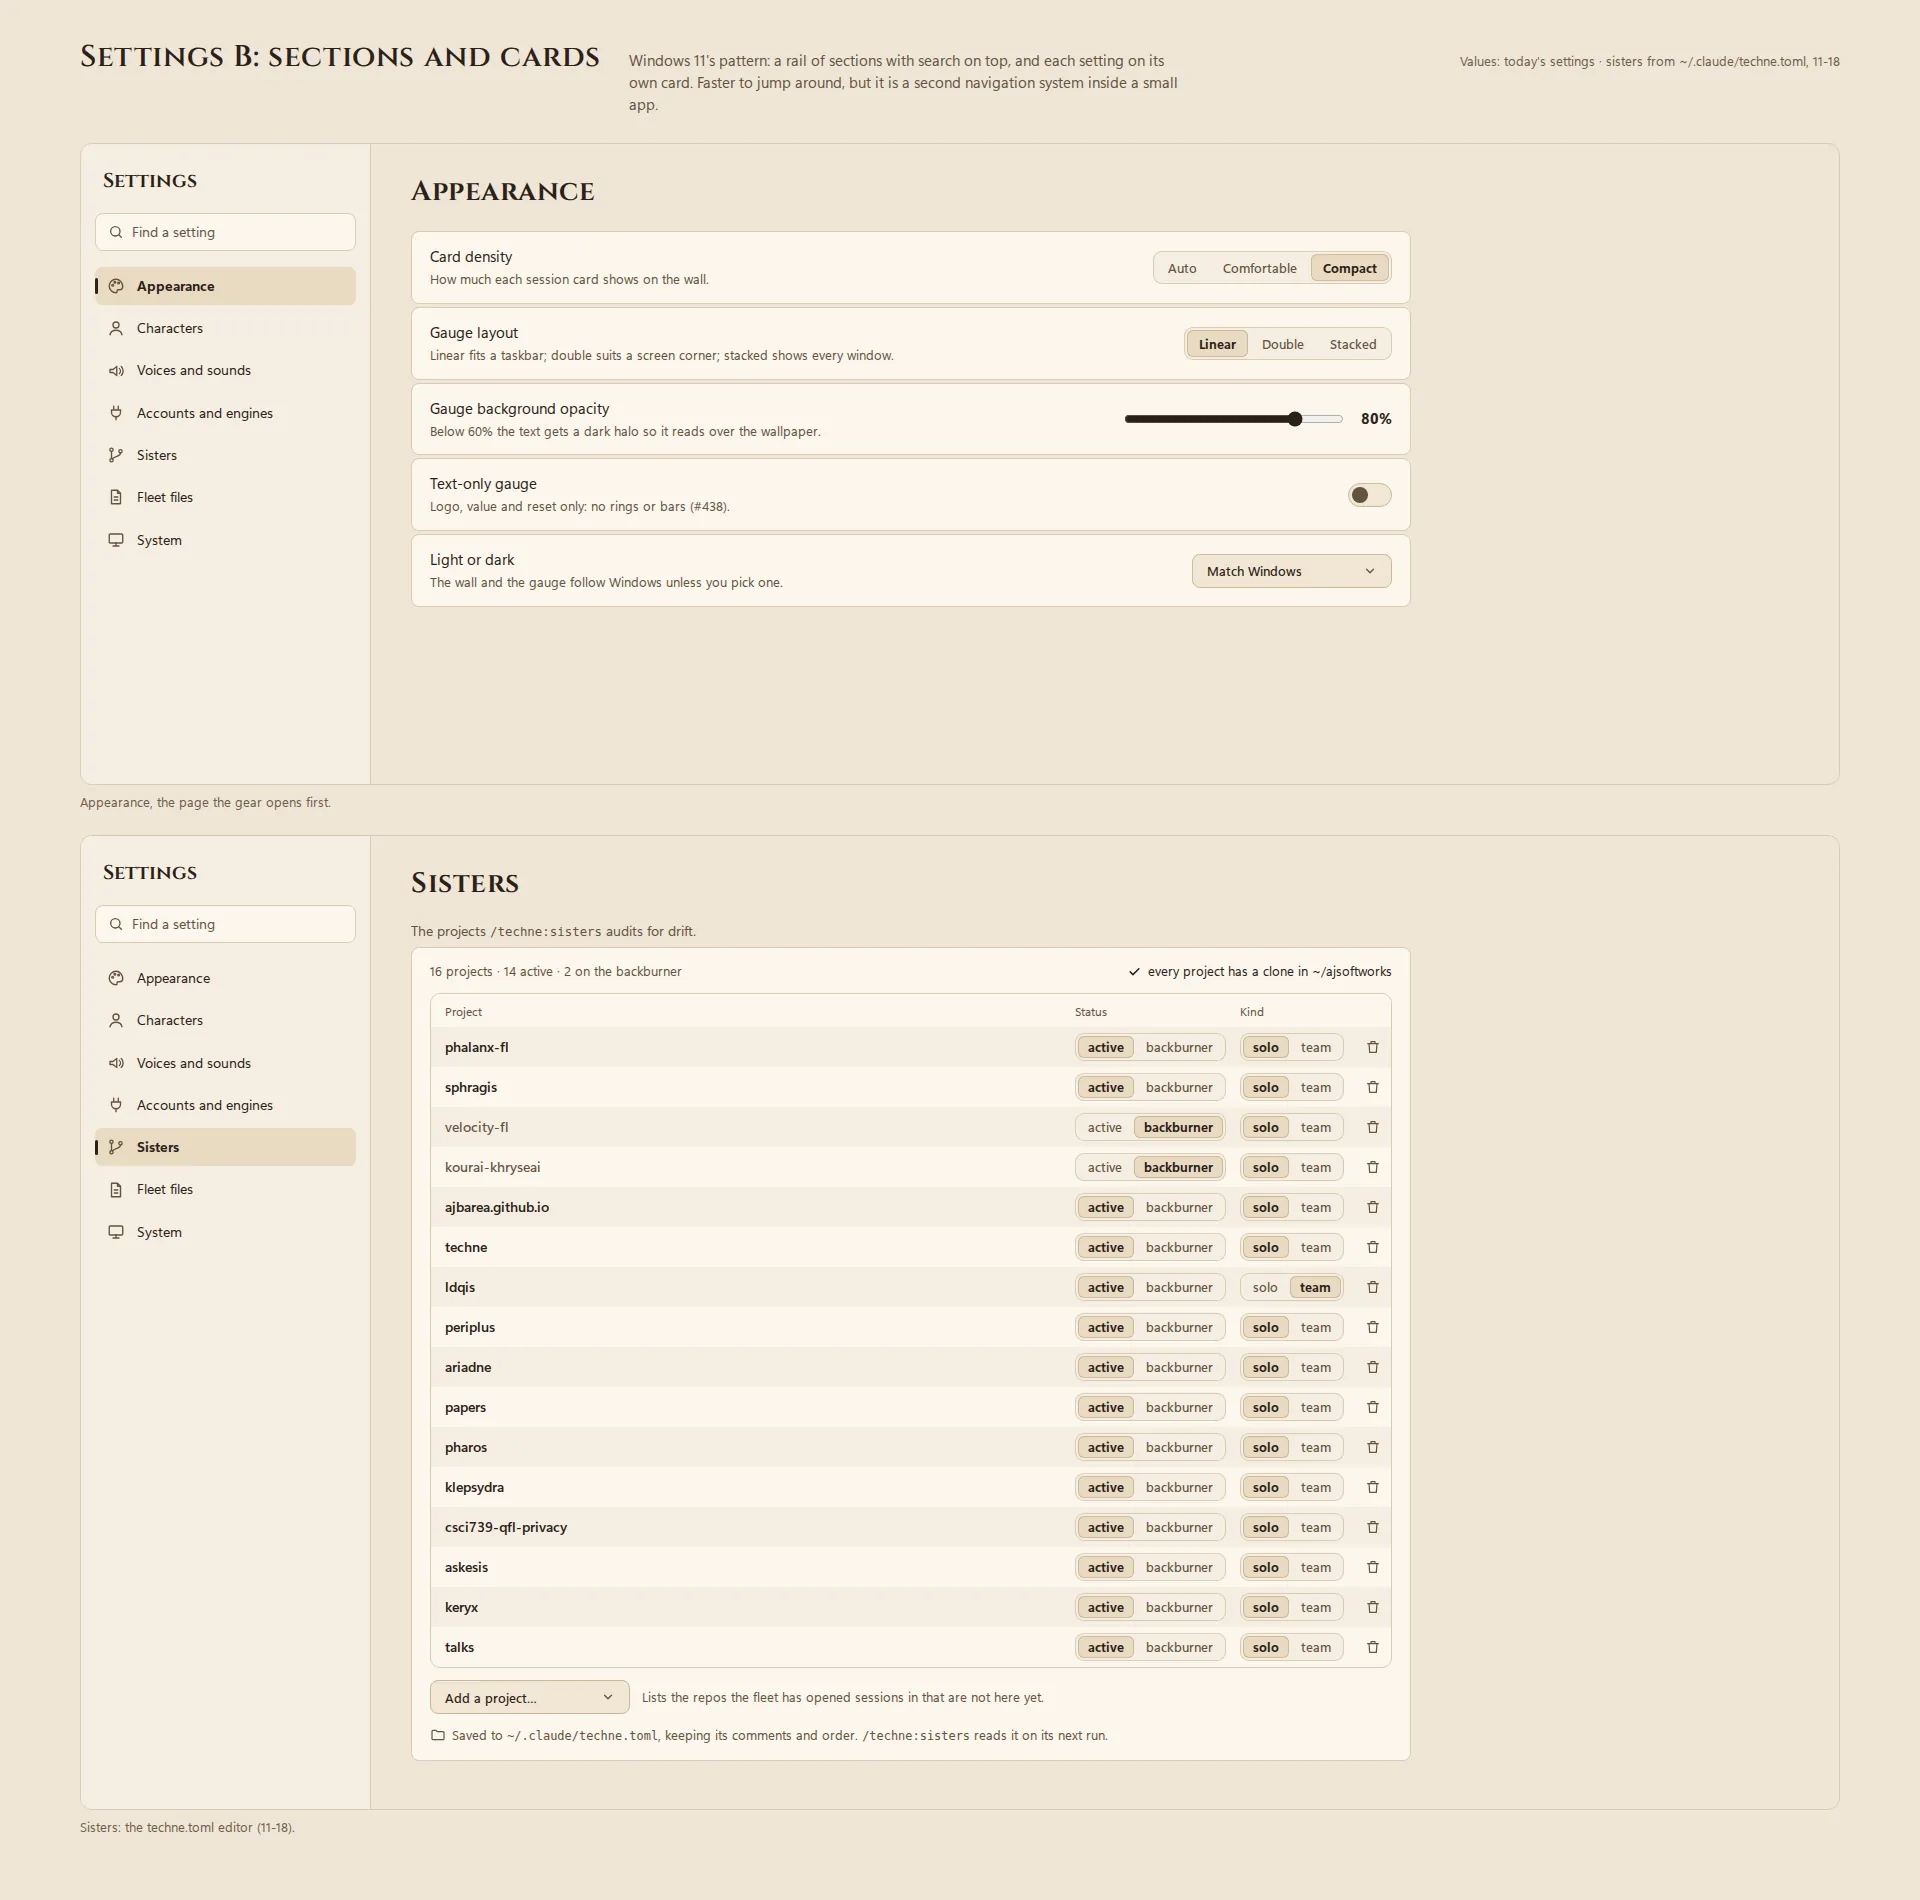 Settings B: sections and cards
Windows 11's pattern: a rail of sections with search on top, and each setting on its
own card. Faster to jump around, but it is a second navigation system inside a small
app.
Values: today's settings · sisters from ~/.claude/techne.toml, 11-18
Settings
Find a setting
Appearance
Characters
Voices and sounds
Accounts and engines
Sisters
Fleet files
System
Appearance
Card density
How much each session card shows on the wall.
Auto Comfortable Compact
Gauge layout
Linear fits a taskbar; double suits a screen corner; stacked shows every window.
Linear Double Stacked
Gauge background opacity
Below 60% the text gets a dark halo so it reads over the wallpaper.
80%
Text-only gauge
Logo, value and reset only: no rings or bars (#438).
Light or dark
The wall and the gauge follow Windows unless you pick one.
Match Windows
Appearance, the page the gear opens first.
Settings
Find a setting
Appearance
Characters
Voices and sounds
Accounts and engines
Sisters
Fleet files
System
Sisters
The projects /techne:sisters audits for drift.
16 projects · 14 active · 2 on the backburner
every project has a clone in ~/ajsoftworks
Project Status Kind
phalanx-fl active backburner solo team
sphragis active backburner solo team
velocity-fl active backburner solo team
kourai-khryseai active backburner solo team
ajbarea.github.io active backburner solo team
techne active backburner solo team
ldqis active backburner solo team
periplus active backburner solo team
ariadne active backburner solo team
papers active backburner solo team
pharos active backburner solo team
klepsydra active backburner solo team
csci739-qfl-privacy active backburner solo team
askesis active backburner solo team
keryx active backburner solo team
talks active backburner solo team
Add a project...
Lists the repos the fleet has opened sessions in that are not here yet.
Saved to ~/.claude/techne.toml, keeping its comments and order. /techne:sisters reads it on its next run.
Sisters: the techne.toml editor (11-18).